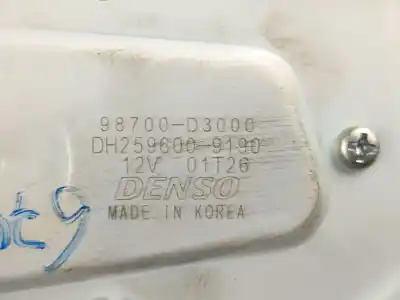 98700-D3000
DH259600-9190
12V 01T26
DENSO
MADE IN KOREA